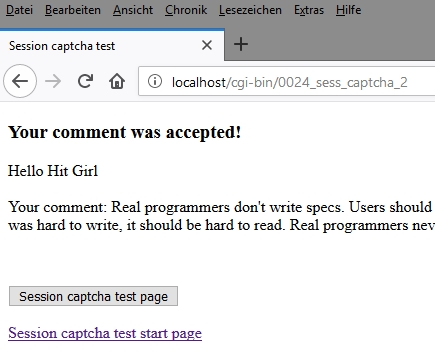 Datei Bearbeiten Ansicht Chronik Lesezeichen Extras Hilfe
Session captcha test
localhost/cgi-bin/0024_sess_captcha_2
Your comment was accepted!
Hello Hit Girl
Your comment: Real programmers don't write specs. Users should
was hard to write, it should be hard to read. Real programmers nev
Session captcha test page
Session captcha test start page